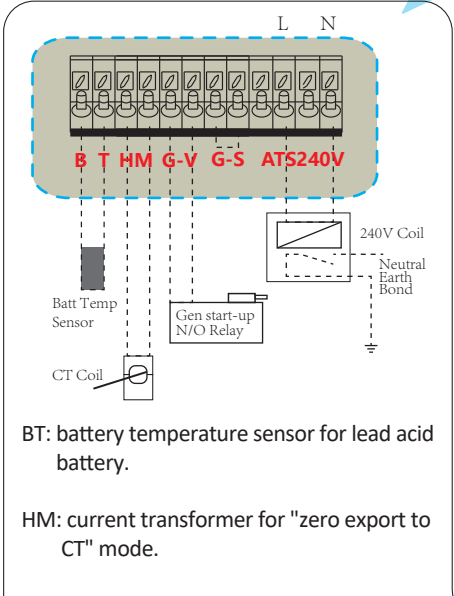 L N
B T HM G-V G-S ATS240V
240V Coil
Neutral
Earth
Bond
Batt Temp
Sensor
Gen start-up
N/O Relay
CT Coil
BT: battery temperature sensor for lead acid
battery.
HM: current transformer for "zero export to
CT" mode.